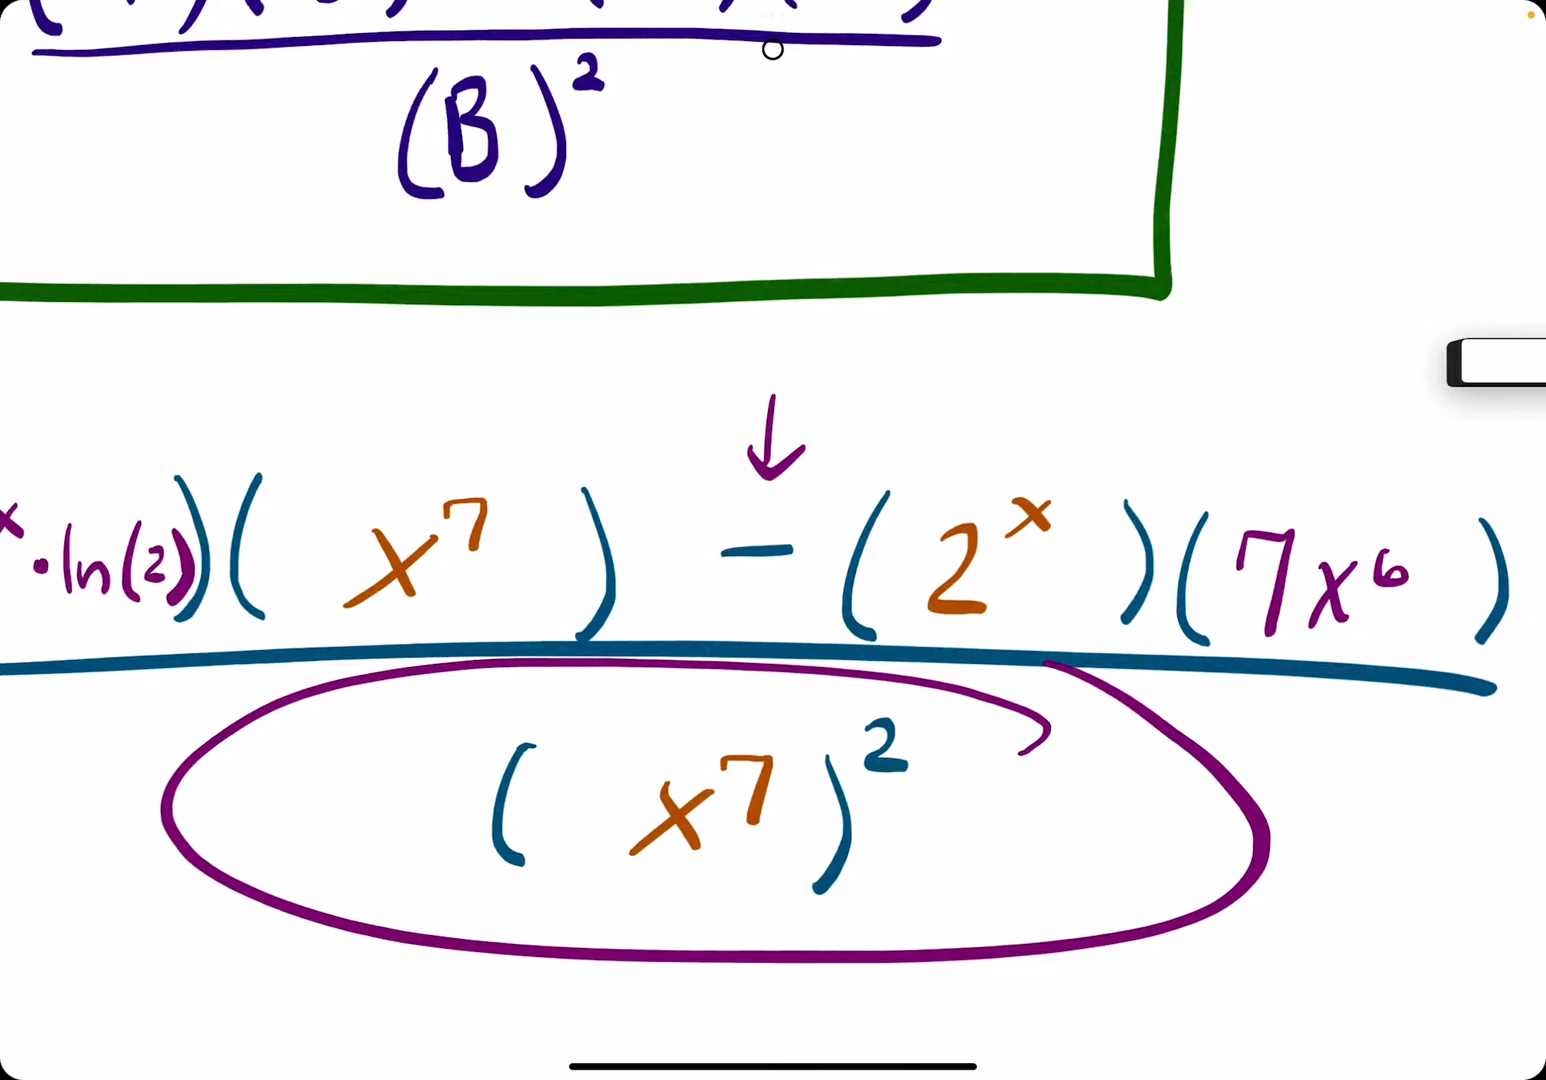 (B)²
x · ln(2))(x⁷) − (2ˣ)(7x⁶)
(x⁷)²